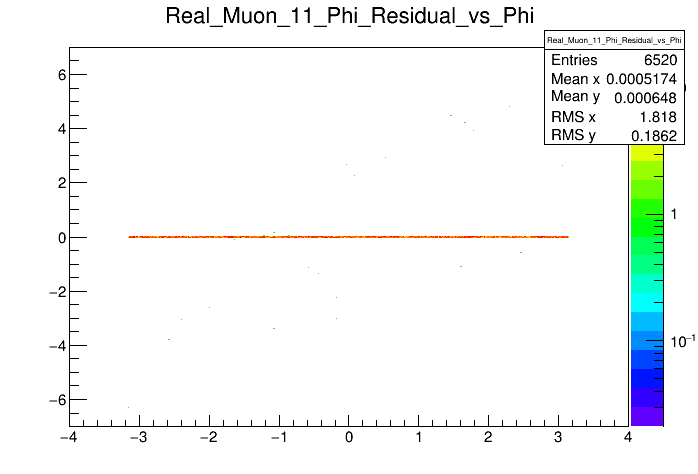 Real_Muon_11_Phi_Residual_vs_Phi
Real_Muon_11_Phi_Residual_vs_Phi
Entries 6520
Mean x 0.0005174
Mean y 0.000648
RMS x 1.818
RMS y 0.1862
6
4
2
0
−2
−4
−6
−4 −3 −2 −1 0 1 2 3 4
1
10⁻¹